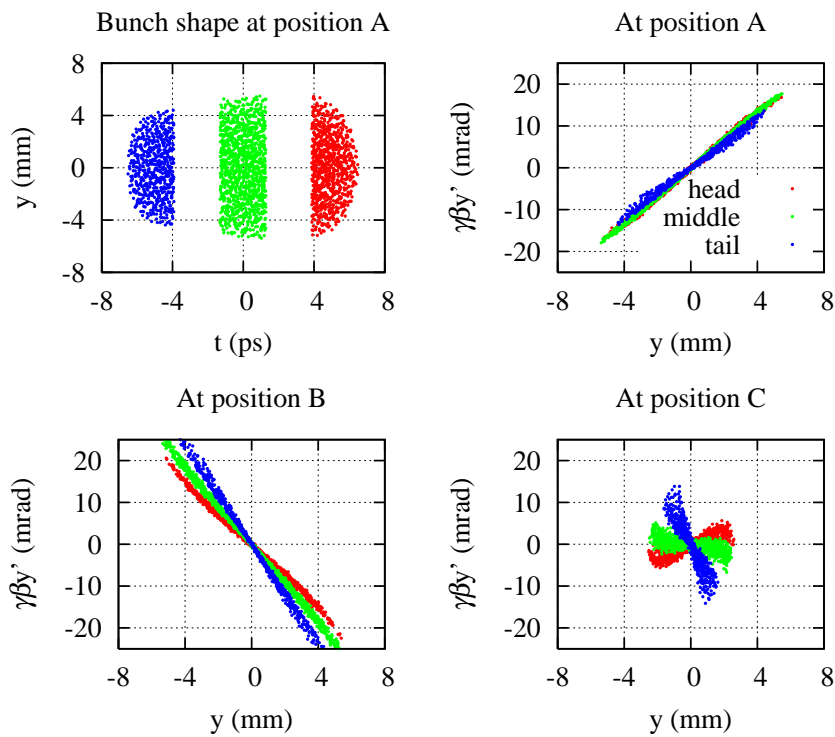 Bunch shape at position A
y (mm)
8
4
0
-4
-8
-8 -4 0 4 8
t (ps)
At position A
γβy' (mrad)
20
10
0
-10
-20
head
middle
tail
-8 -4 0 4 8
y (mm)
At position B
γβy' (mrad)
20
10
0
-10
-20
-8 -4 0 4 8
y (mm)
At position C
γβy' (mrad)
20
10
0
-10
-20
-8 -4 0 4 8
y (mm)